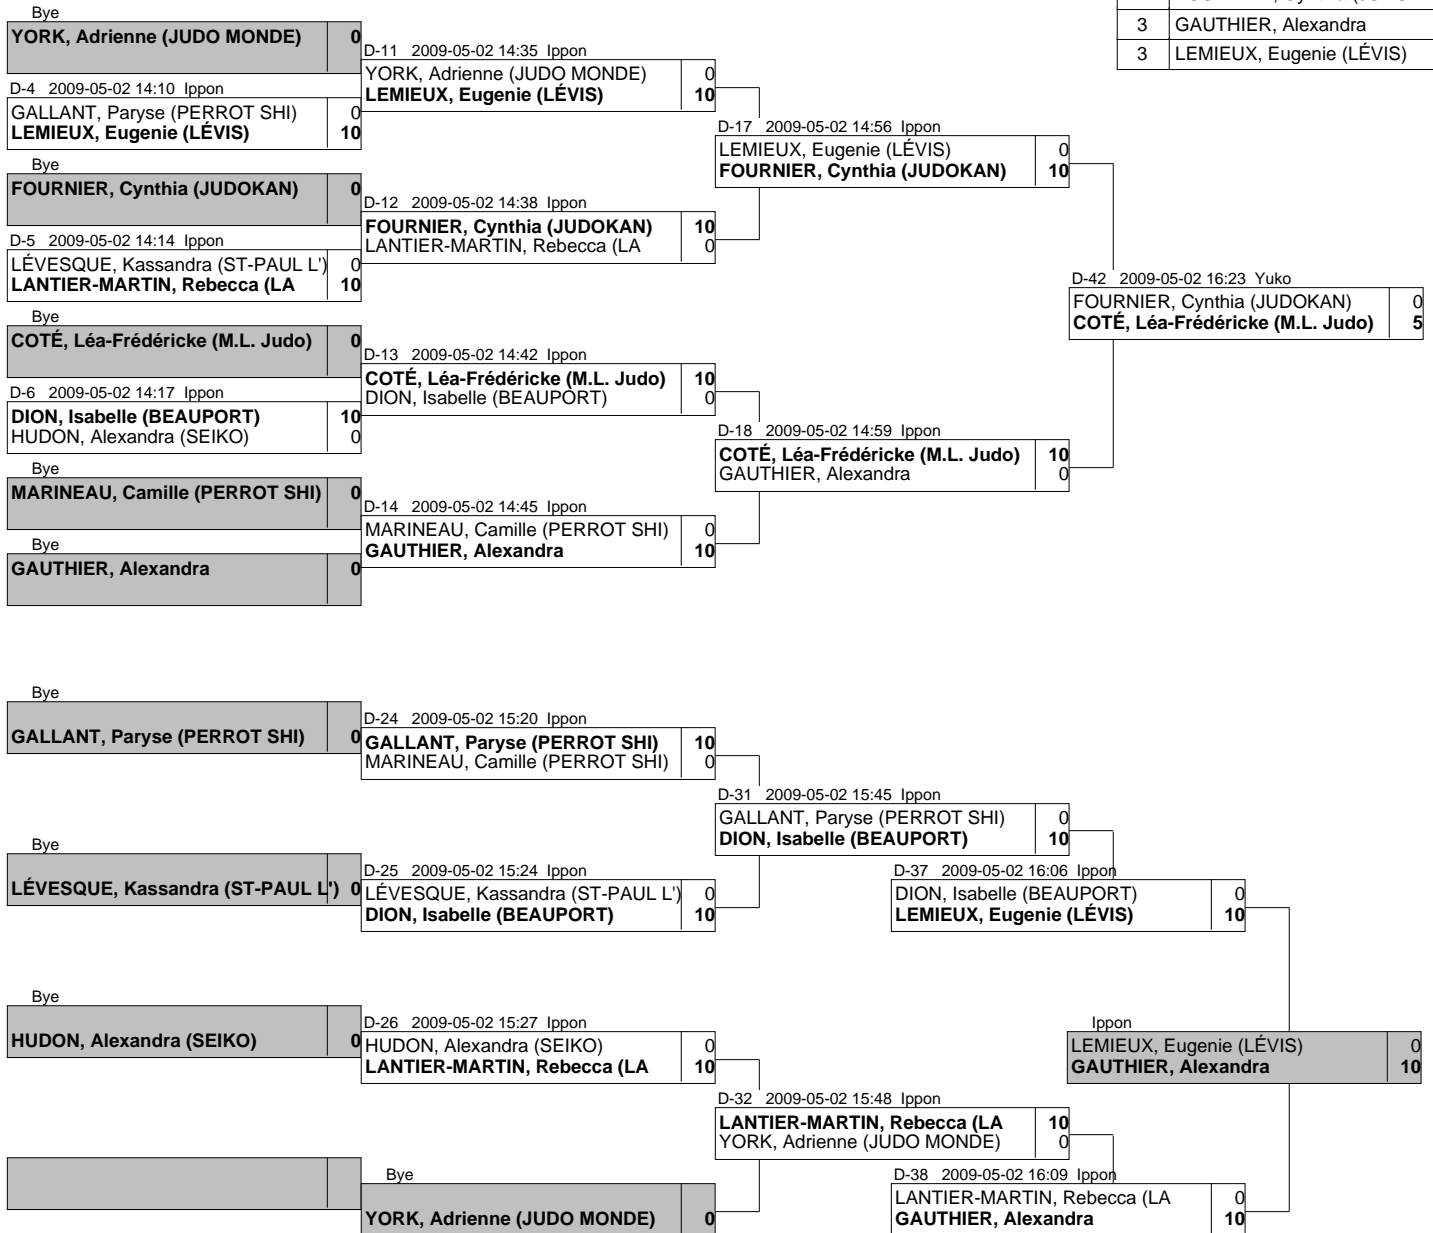 3 GAUTHIER, Alexandra
3 LEMIEUX, Eugenie (LÉVIS)
Bye
YORK, Adrienne (JUDO MONDE) 0
D-4 2009-05-02 14:10 Ippon
GALLANT, Paryse (PERROT SHI) 0
LEMIEUX, Eugenie (LÉVIS) 10
Bye
FOURNIER, Cynthia (JUDOKAN) 0
D-5 2009-05-02 14:14 Ippon
LÉVESQUE, Kassandra (ST-PAUL L') 0
LANTIER-MARTIN, Rebecca (LA 10
Bye
COTÉ, Léa-Frédéricke (M.L. Judo) 0
D-6 2009-05-02 14:17 Ippon
DION, Isabelle (BEAUPORT) 10
HUDON, Alexandra (SEIKO) 0
Bye
MARINEAU, Camille (PERROT SHI) 0
Bye
GAUTHIER, Alexandra 0
D-11 2009-05-02 14:35 Ippon
YORK, Adrienne (JUDO MONDE) 0
LEMIEUX, Eugenie (LÉVIS) 10
D-12 2009-05-02 14:38 Ippon
FOURNIER, Cynthia (JUDOKAN) 10
LANTIER-MARTIN, Rebecca (LA 0
D-13 2009-05-02 14:42 Ippon
COTÉ, Léa-Frédéricke (M.L. Judo) 10
DION, Isabelle (BEAUPORT) 0
D-14 2009-05-02 14:45 Ippon
MARINEAU, Camille (PERROT SHI) 0
GAUTHIER, Alexandra 10
D-17 2009-05-02 14:56 Ippon
LEMIEUX, Eugenie (LÉVIS) 0
FOURNIER, Cynthia (JUDOKAN) 10
D-18 2009-05-02 14:59 Ippon
COTÉ, Léa-Frédéricke (M.L. Judo) 10
GAUTHIER, Alexandra 0
D-42 2009-05-02 16:23 Yuko
FOURNIER, Cynthia (JUDOKAN) 0
COTÉ, Léa-Frédéricke (M.L. Judo) 5
Bye
GALLANT, Paryse (PERROT SHI) 0
Bye
LÉVESQUE, Kassandra (ST-PAUL L') 0
Bye
HUDON, Alexandra (SEIKO) 0
D-24 2009-05-02 15:20 Ippon
GALLANT, Paryse (PERROT SHI) 10
MARINEAU, Camille (PERROT SHI) 0
D-25 2009-05-02 15:24 Ippon
LÉVESQUE, Kassandra (ST-PAUL L') 0
DION, Isabelle (BEAUPORT) 10
D-26 2009-05-02 15:27 Ippon
HUDON, Alexandra (SEIKO) 0
LANTIER-MARTIN, Rebecca (LA 10
Bye
YORK, Adrienne (JUDO MONDE) 0
D-31 2009-05-02 15:45 Ippon
GALLANT, Paryse (PERROT SHI) 0
DION, Isabelle (BEAUPORT) 10
D-32 2009-05-02 15:48 Ippon
LANTIER-MARTIN, Rebecca (LA 10
YORK, Adrienne (JUDO MONDE) 0
D-37 2009-05-02 16:06 Ippon
DION, Isabelle (BEAUPORT) 0
LEMIEUX, Eugenie (LÉVIS) 10
D-38 2009-05-02 16:09 Ippon
LANTIER-MARTIN, Rebecca (LA 0
GAUTHIER, Alexandra 10
Ippon
LEMIEUX, Eugenie (LÉVIS) 0
GAUTHIER, Alexandra 10